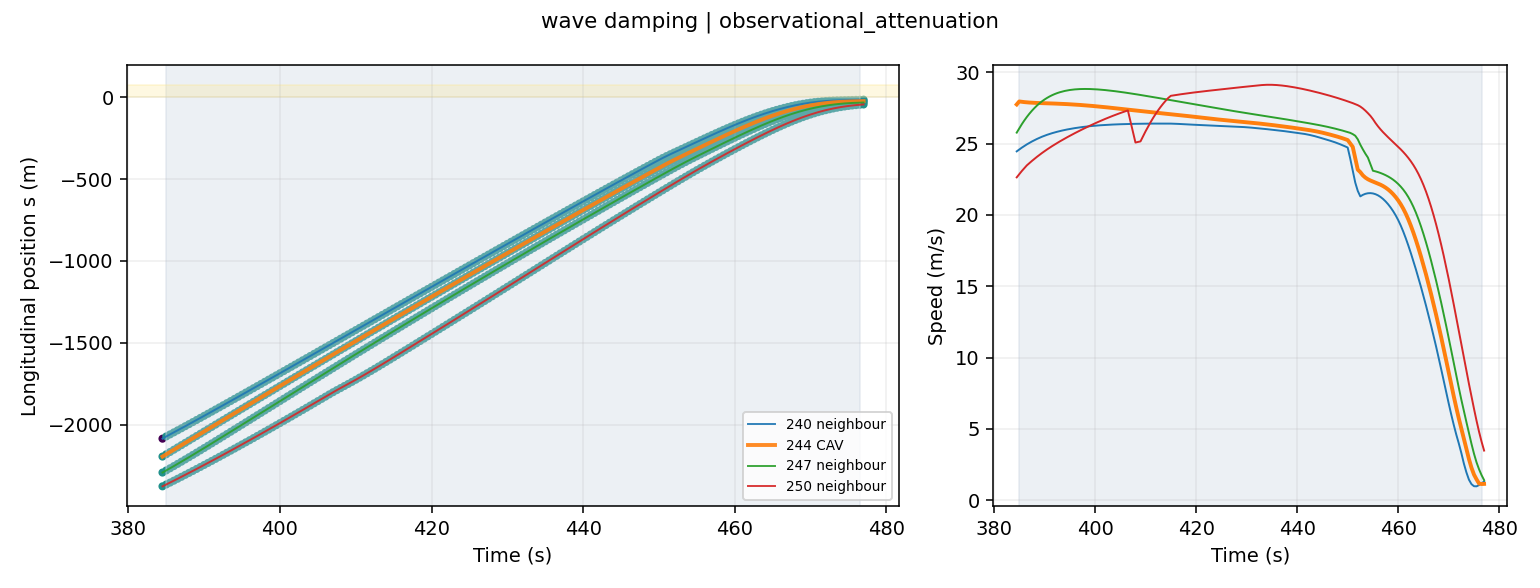 wave damping | observational_attenuation
Longitudinal position s (m)
0
−500
−1000
−1500
−2000
380
400
420
440
460
480
Time (s)
240 neighbour
244 CAV
247 neighbour
250 neighbour
Speed (m/s)
30
25
20
15
10
5
0
380
400
420
440
460
480
Time (s)